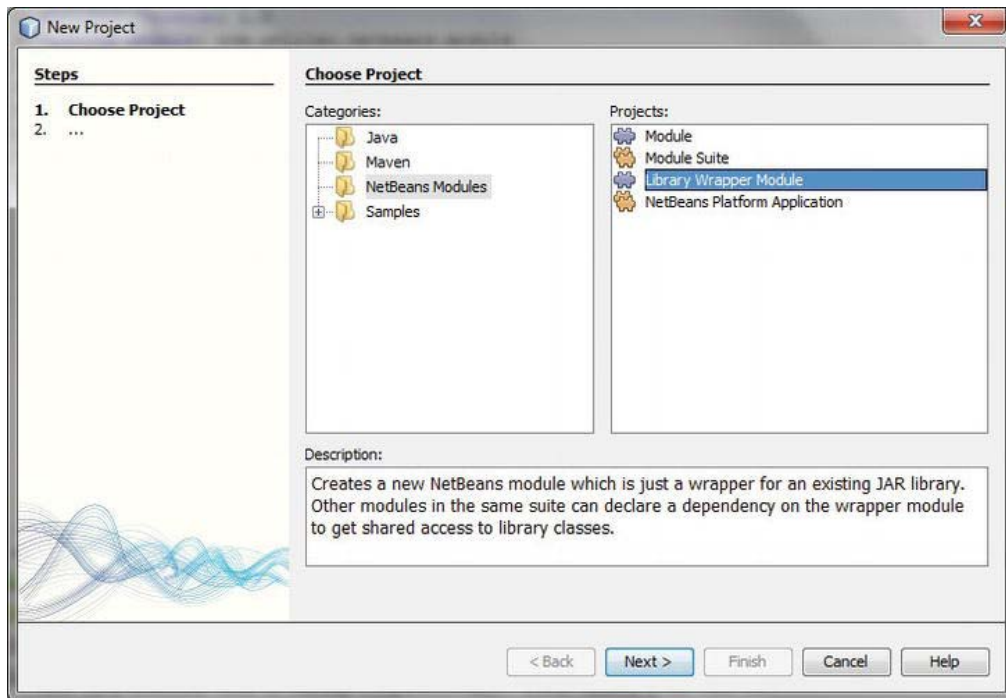 New Project
Steps
1. Choose Project
2. ...
Choose Project
Categories:
Java
Maven
NetBeans Modules
Samples
Projects:
Module
Module Suite
Library Wrapper Module
NetBeans Platform Application
Description:
Creates a new NetBeans module which is just a wrapper for an existing JAR library.
Other modules in the same suite can declare a dependency on the wrapper module
to get shared access to library classes.
< Back
Next >
Finish
Cancel
Help